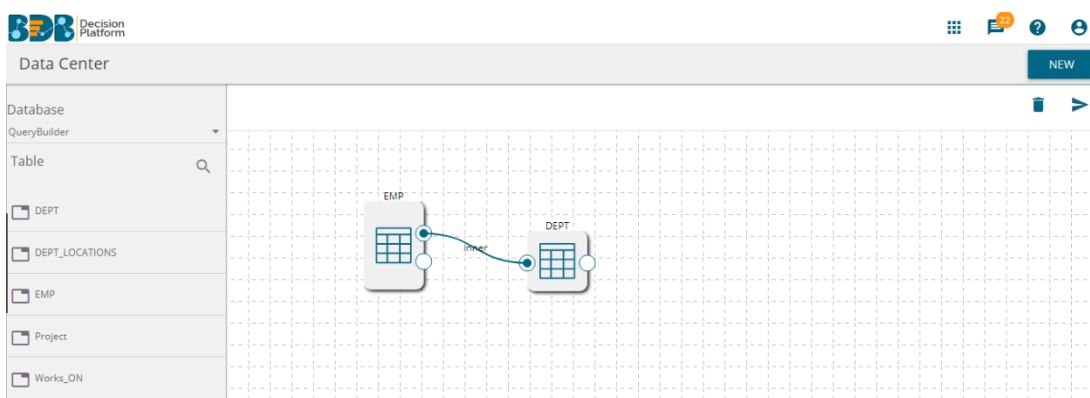 BDB Decision Platform
22
Data Center
NEW
Database
QueryBuilder
Table
DEPT
DEPT_LOCATIONS
EMP
Project
Works_ON
EMP
inner
DEPT